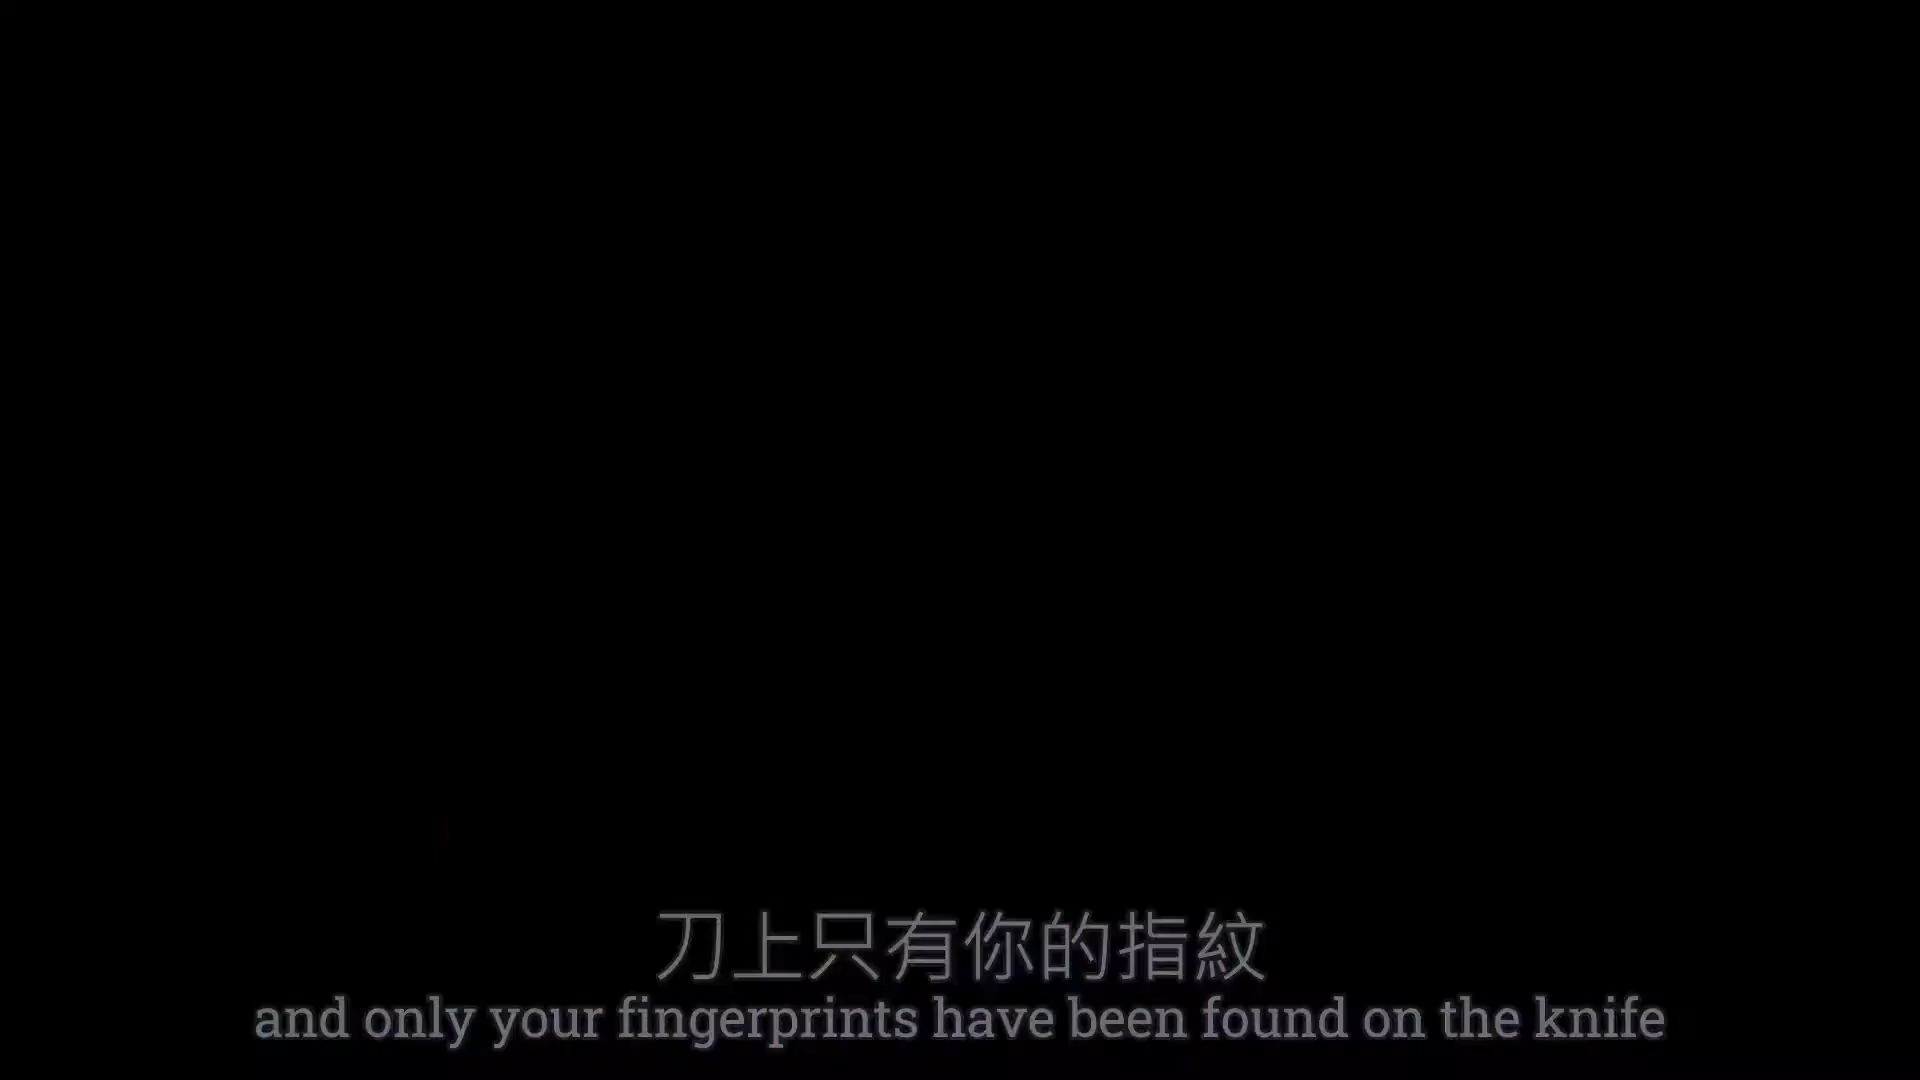 刀上只有你的指紋
and only your fingerprints have been found on the knife